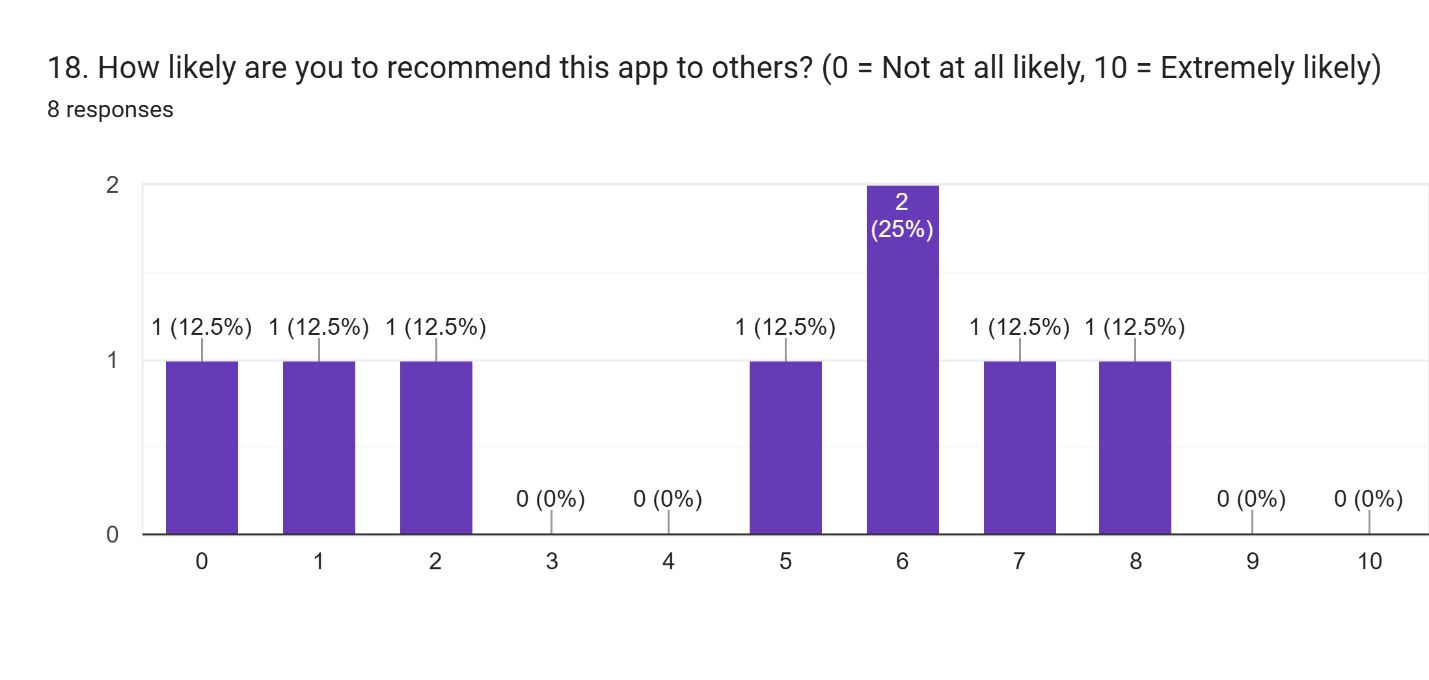 18. How likely are you to recommend this app to others? (0 = Not at all likely, 10 = Extremely likely)
8 responses
2
2
(25%)
1 (12.5%) 1 (12.5%) 1 (12.5%) 1 (12.5%) 1 (12.5%) 1 (12.5%)
1
0 (0%) 0 (0%) 0 (0%) 0 (0%)
0
0 1 2 3 4 5 6 7 8 9 10